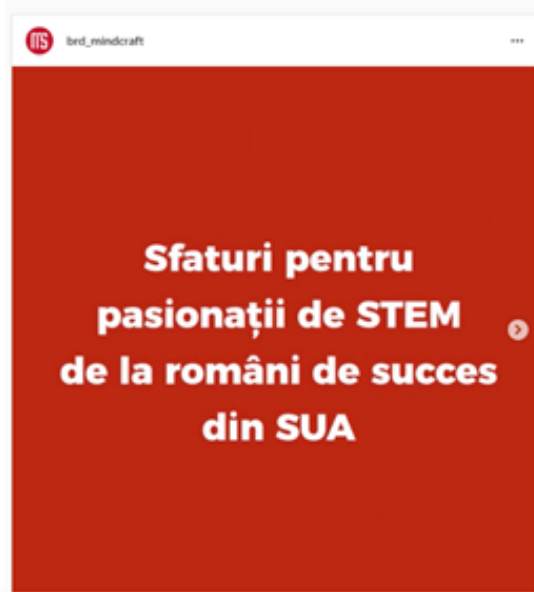 brd_mindcraft
Sfaturi pentru
pasionații de STEM
de la români de succes
din SUA